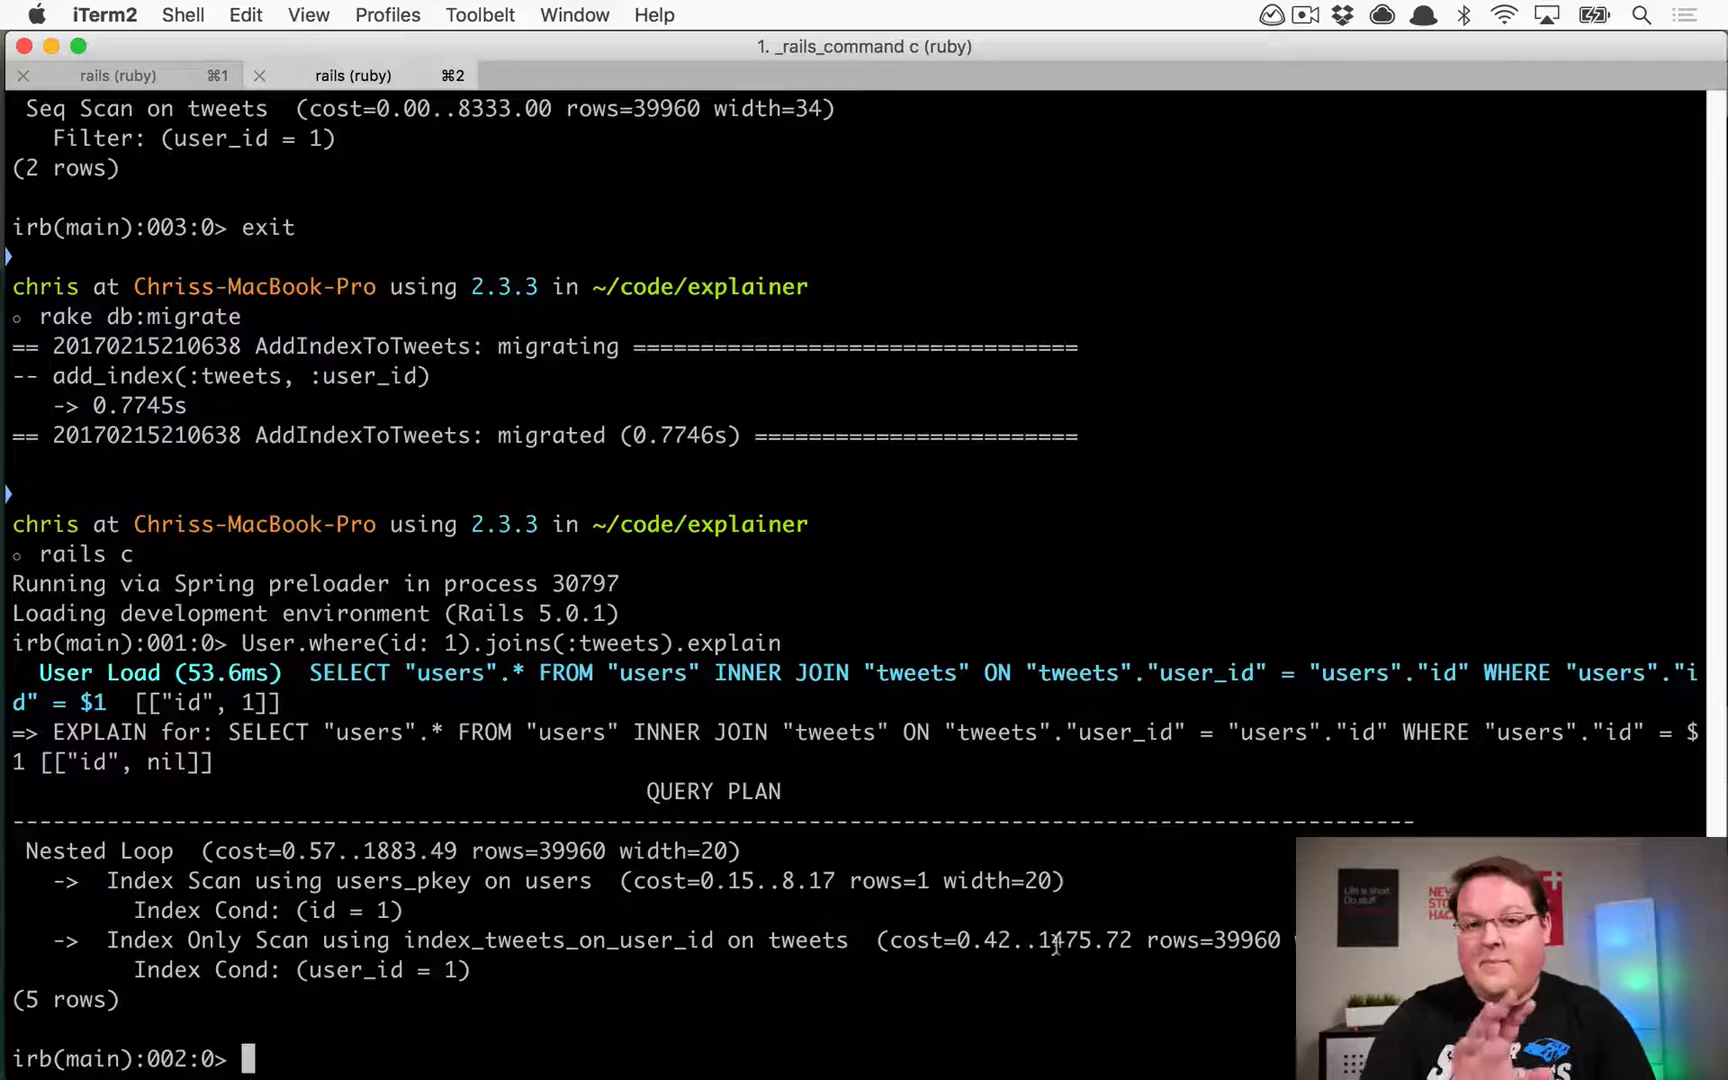 iTerm2 Shell Edit View Profiles Toolbelt Window Help
1. _rails_command c (ruby)
rails (ruby) ⌘1 rails (ruby) ⌘2
Seq Scan on tweets (cost=0.00..8333.00 rows=39960 width=34)
Filter: (user_id = 1)
(2 rows)
irb(main):003:0> exit
chris at Chriss-MacBook-Pro using 2.3.3 in ~/code/explainer
○ rake db:migrate
== 20170215210638 AddIndexToTweets: migrating =================================
-- add_index(:tweets, :user_id)
-> 0.7745s
== 20170215210638 AddIndexToTweets: migrated (0.7746s) ========================
chris at Chriss-MacBook-Pro using 2.3.3 in ~/code/explainer
○ rails c
Running via Spring preloader in process 30797
Loading development environment (Rails 5.0.1)
irb(main):001:0> User.where(id: 1).joins(:tweets).explain
User Load (53.6ms) SELECT "users".* FROM "users" INNER JOIN "tweets" ON "tweets"."user_id" = "users"."id" WHERE "users"."i
d" = $1 [["id", 1]]
=> EXPLAIN for: SELECT "users".* FROM "users" INNER JOIN "tweets" ON "tweets"."user_id" = "users"."id" WHERE "users"."id" = $
1 [["id", nil]]
QUERY PLAN
--------------------------------------------------------------------------------------------------------
Nested Loop (cost=0.57..1883.49 rows=39960 width=20)
-> Index Scan using users_pkey on users (cost=0.15..8.17 rows=1 width=20)
Index Cond: (id = 1)
-> Index Only Scan using index_tweets_on_user_id on tweets (cost=0.42..1475.72 rows=39960
Index Cond: (user_id = 1)
(5 rows)
irb(main):002:0>
Life is short.
Do stuff